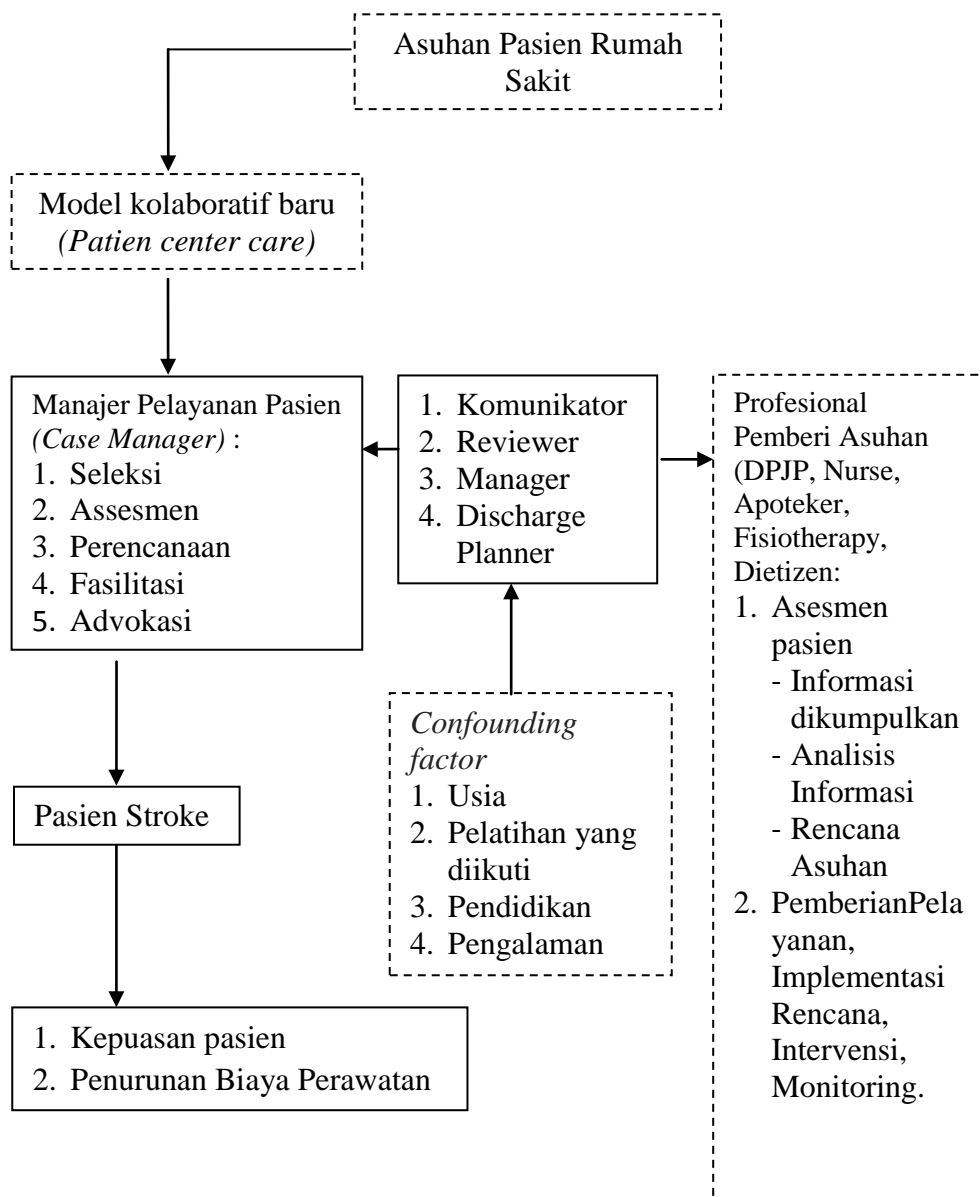 Asuhan Pasien Rumah
Sakit
Model kolaboratif baru
(Patien center care)
Manajer Pelayanan Pasien
(Case Manager) :
1. Seleksi
2. Assesmen
3. Perencanaan
4. Fasilitasi
5. Advokasi
1. Komunikator
2. Reviewer
3. Manager
4. Discharge
Planner
Profesional
Pemberi Asuhan
(DPJP, Nurse,
Apoteker,
Fisiotherapy,
Dietizen:
1. Asesmen
pasien
- Informasi
dikumpulkan
- Analisis
Informasi
- Rencana
Asuhan
2. PemberianPela
yanan,
Implementasi
Rencana,
Intervensi,
Monitoring.
Confounding
factor
1. Usia
2. Pelatihan yang
diikuti
3. Pendidikan
4. Pengalaman
Pasien Stroke
1. Kepuasan pasien
2. Penurunan Biaya Perawatan